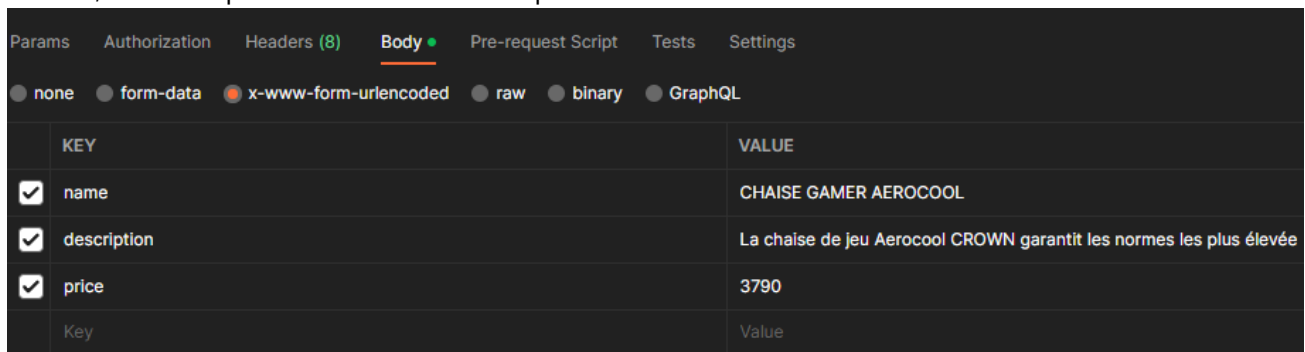 Params Authorization Headers (8) Body Pre-request Script Tests Settings
none form-data x-www-form-urlencoded raw binary GraphQL
KEY VALUE
name CHAISE GAMER AEROCOOL
description La chaise de jeu Aerocool CROWN garantit les normes les plus élevée
price 3790
Key Value